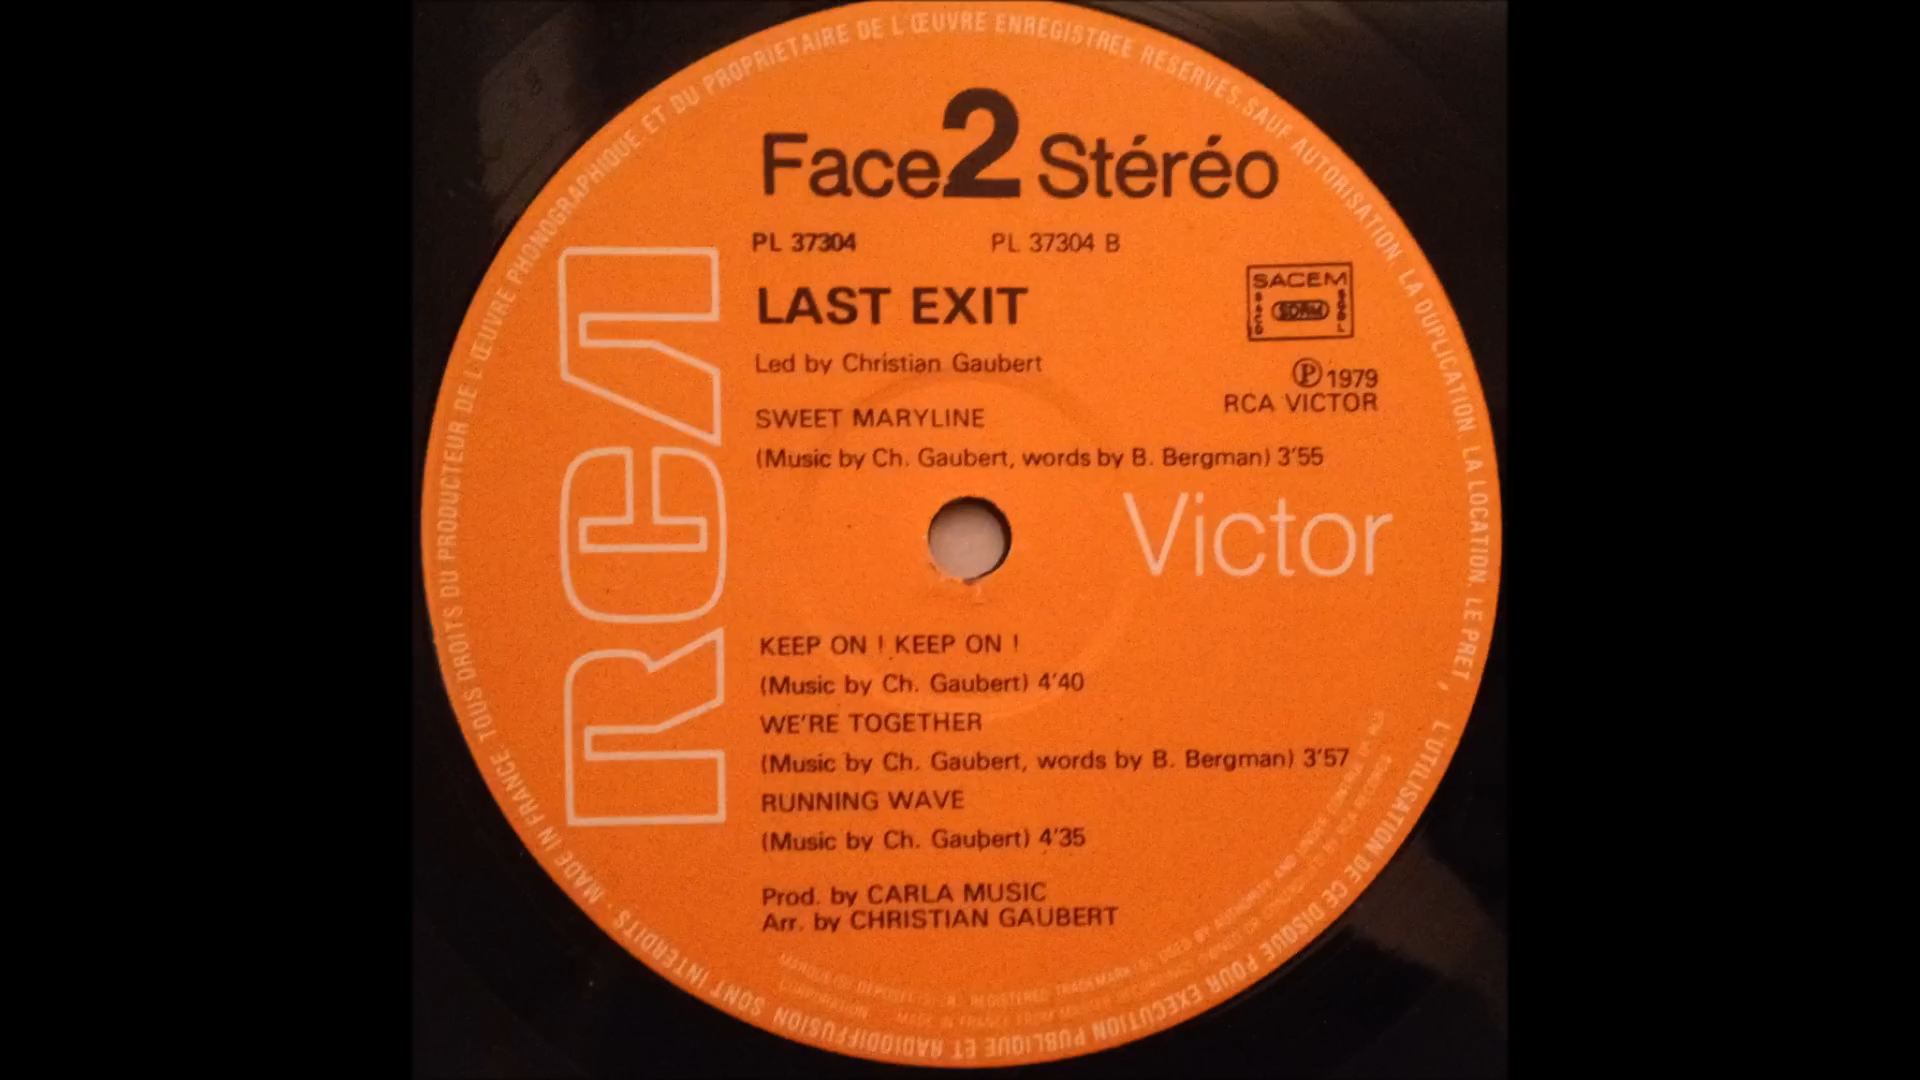 Face 2 Stéréo
PL 37304 PL 37304 B
LAST EXIT
Led by Christian Gaubert
SACEM
SACD SDRM SGDL
Ⓟ 1979
RCA VICTOR
SWEET MARYLINE
(Music by Ch. Gaubert, words by B. Bergman) 3'55
RCA
Victor
KEEP ON ! KEEP ON !
(Music by Ch. Gaubert) 4'40
WE'RE TOGETHER
(Music by Ch. Gaubert, words by B. Bergman) 3'57
RUNNING WAVE
(Music by Ch. Gaubert) 4'35
Prod. by CARLA MUSIC
Arr. by CHRISTIAN GAUBERT
TOUS DROITS DU PRODUCTEUR DE L'ŒUVRE PHONOGRAPHIQUE ET DU PROPRIETAIRE DE L'ŒUVRE ENREGISTREE RESERVES. SAUF AUTORISATION, LA DUPLICATION, LA LOCATION, LE PRET, L'UTILISATION DE CE DISQUE POUR EXECUTION PUBLIQUE ET RADIODIFFUSION SONT INTERDITS · MADE IN FRANCE